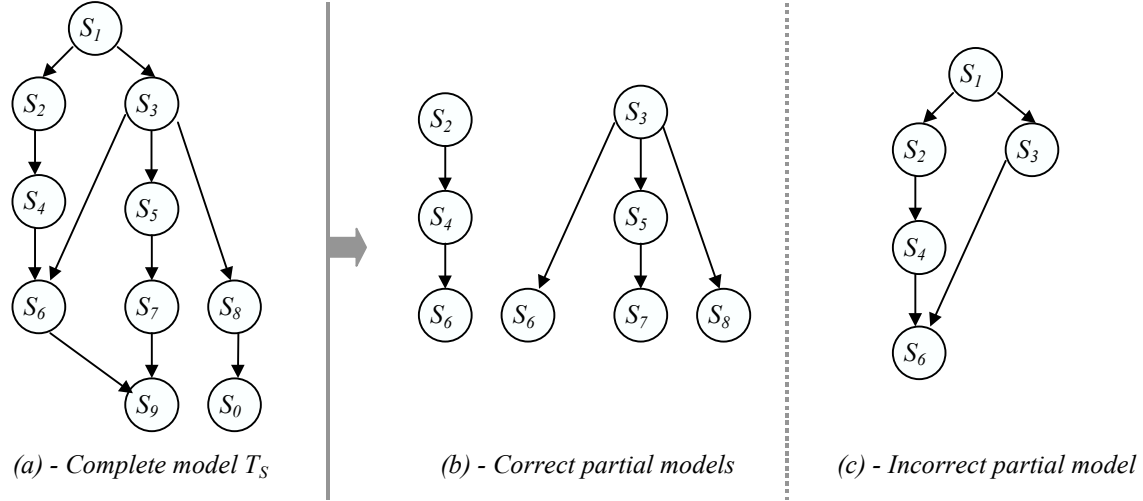 S1
S2
S3
S4
S5
S6
S7
S8
S9
S0
(a) - Complete model TS
S2
S3
S4
S5
S6
S6
S7
S8
(b) - Correct partial models
S1
S2
S3
S4
S6
(c) - Incorrect partial model